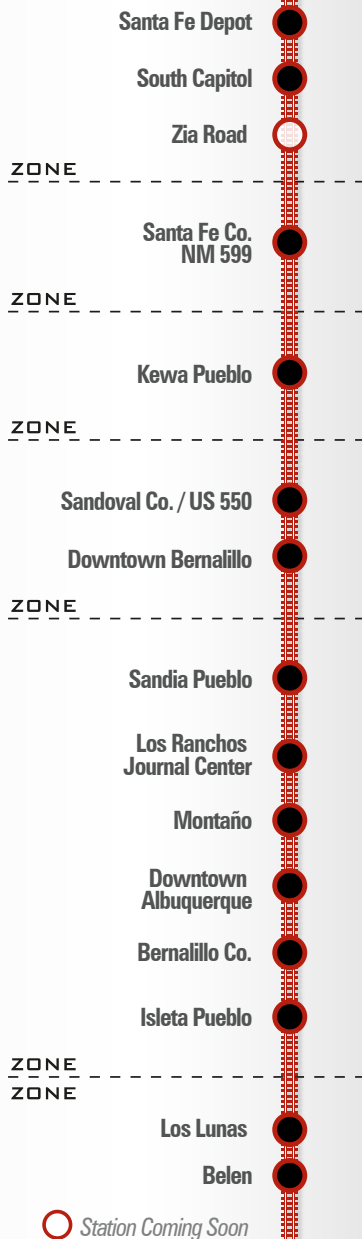 Santa Fe Depot
South Capitol
Zia Road
ZONE
Santa Fe Co.
NM 599
ZONE
Kewa Pueblo
ZONE
Sandoval Co. / US 550
Downtown Bernalillo
ZONE
Sandia Pueblo
Los Ranchos
Journal Center
Montaño
Downtown
Albuquerque
Bernalillo Co.
Isleta Pueblo
ZONE
ZONE
Los Lunas
Belen
Station Coming Soon